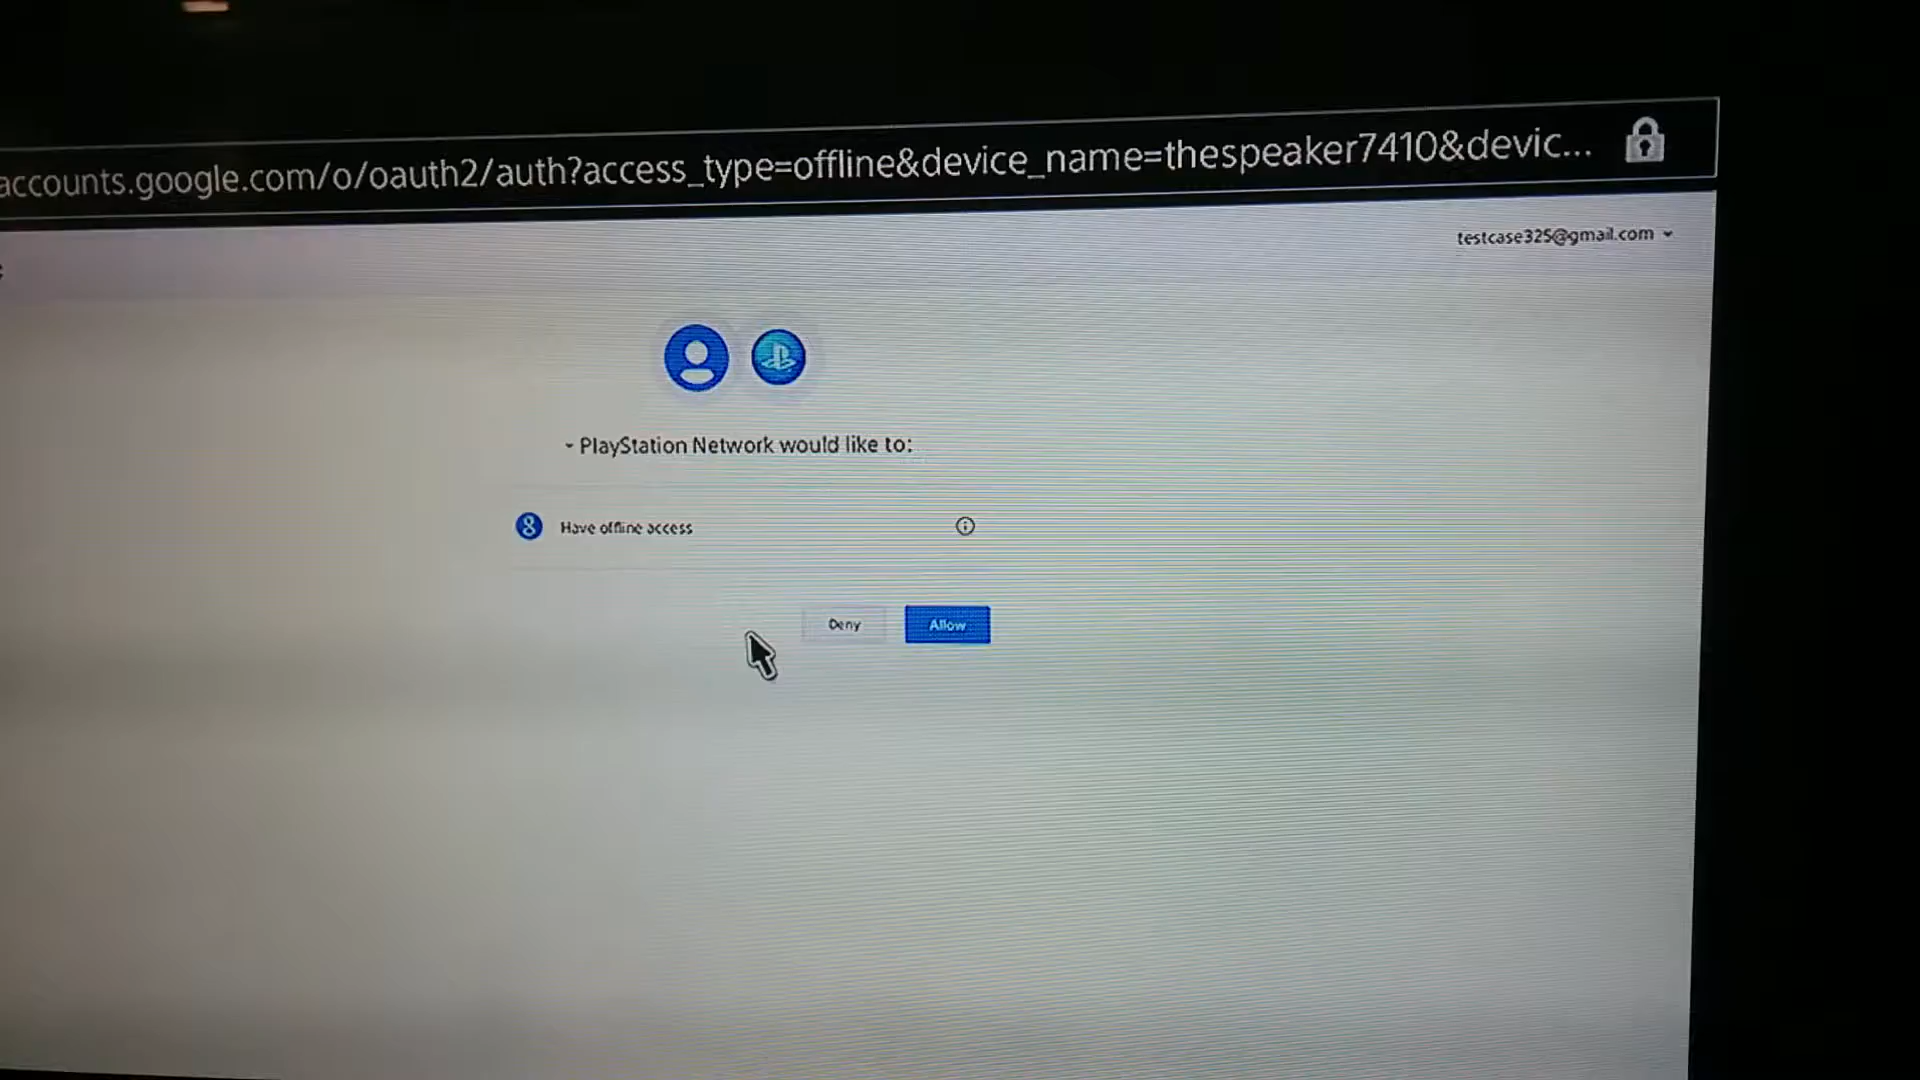 accounts.google.com/o/oauth2/auth?access_type=offline&device_name=thespeaker7410&devic...
testcase325@gmail.com
- PlayStation Network would like to:
8 Have offline access
Deny
Allow